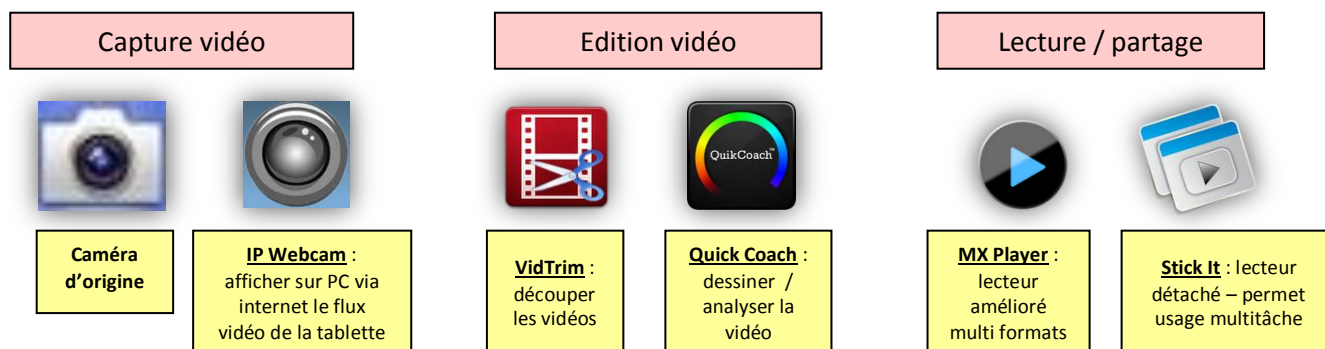 Capture vidéo
Edition vidéo
Lecture / partage
QuikCoach™
Caméra
d'origine
IP Webcam :
afficher sur PC via
internet le flux
vidéo de la tablette
VidTrim :
découper
les vidéos
Quick Coach :
dessiner /
analyser la
vidéo
MX Player :
lecteur
amélioré
multi formats
Stick It : lecteur
détaché – permet
usage multitâche